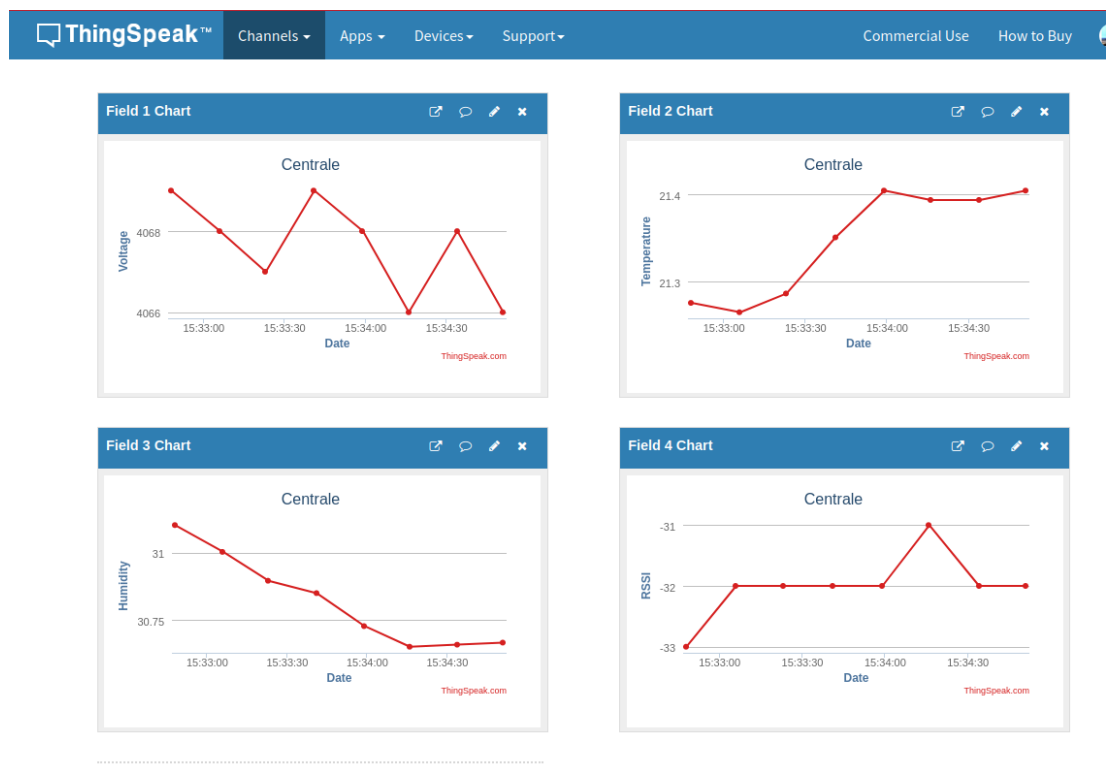 ThingSpeak™ Channels Apps Devices Support Commercial Use How to Buy
Field 1 Chart
Centrale
Voltage
4068
4066
15:33:00 15:33:30 15:34:00 15:34:30
Date
ThingSpeak.com
Field 2 Chart
Centrale
Temperature
21.4
21.3
15:33:00 15:33:30 15:34:00 15:34:30
Date
ThingSpeak.com
Field 3 Chart
Centrale
Humidity
31
30.75
15:33:00 15:33:30 15:34:00 15:34:30
Date
ThingSpeak.com
Field 4 Chart
Centrale
RSSI
-31
-32
-33
15:33:00 15:33:30 15:34:00 15:34:30
Date
ThingSpeak.com